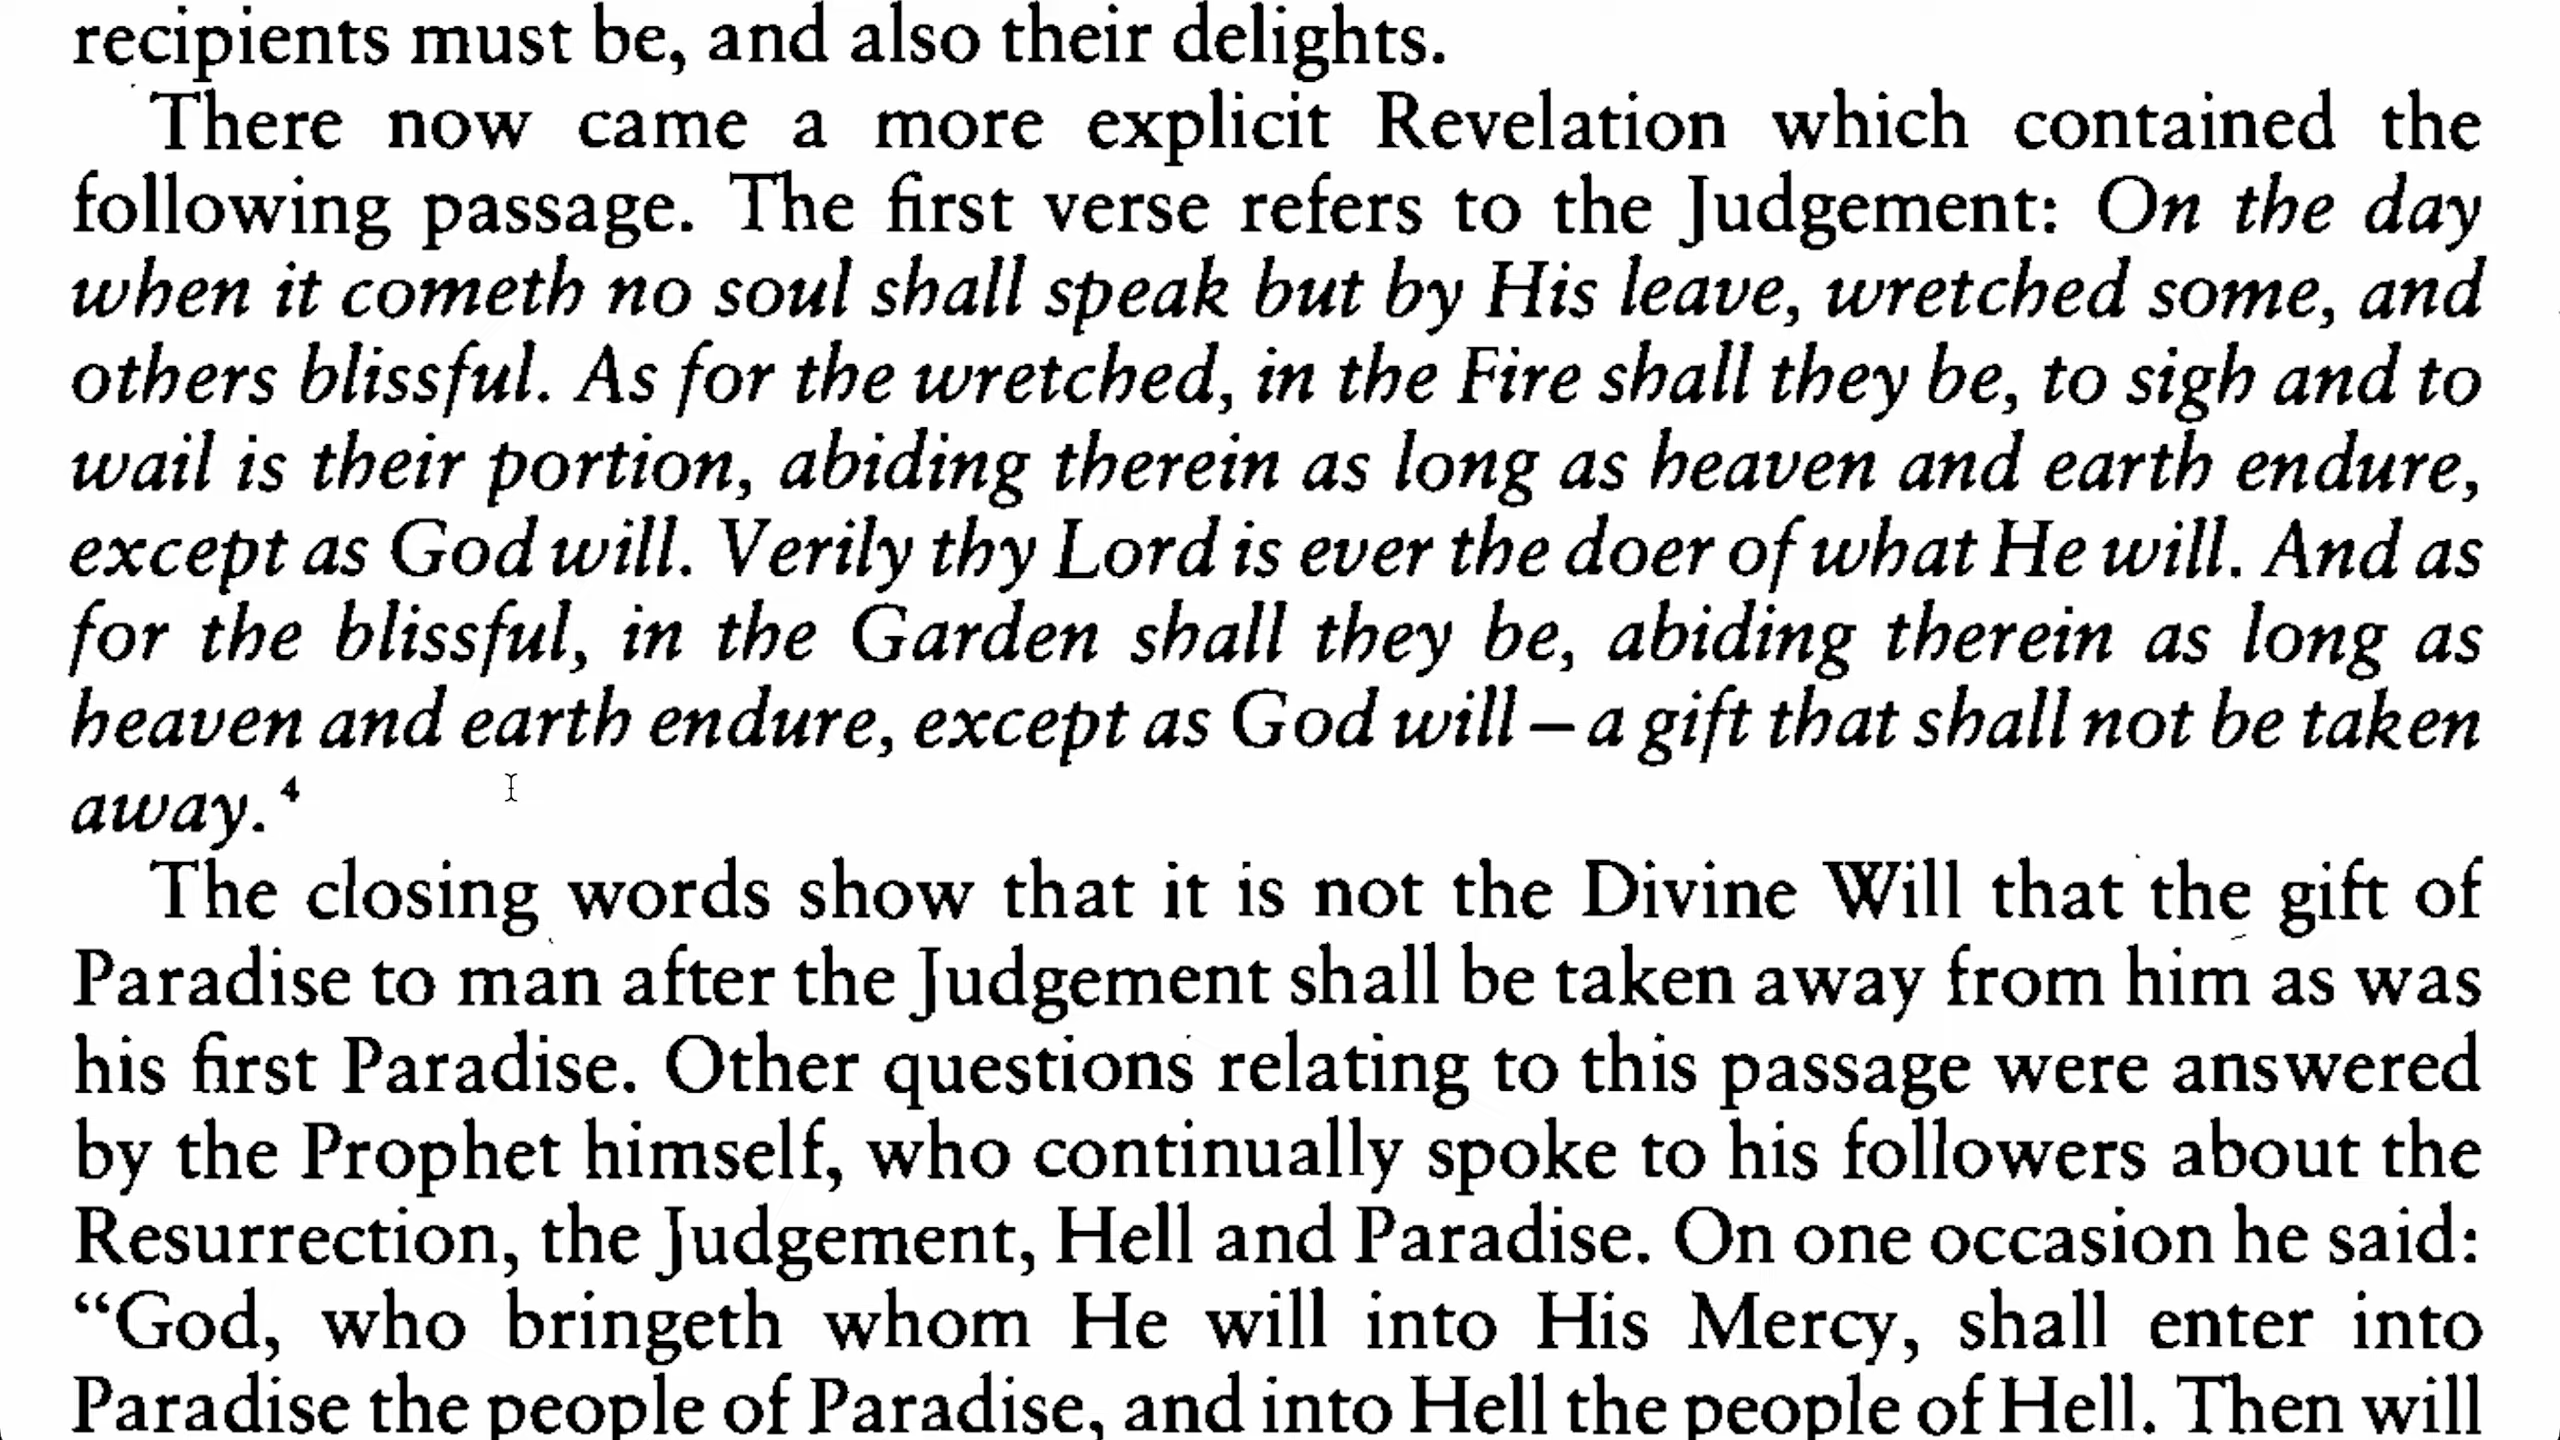 recipients must be, and also their delights.
There now came a more explicit Revelation which contained the
following passage. The first verse refers to the Judgement: On the day
when it cometh no soul shall speak but by His leave, wretched some, and
others blissful. As for the wretched, in the Fire shall they be, to sigh and to
wail is their portion, abiding therein as long as heaven and earth endure,
except as God will. Verily thy Lord is ever the doer of what He will. And as
for the blissful, in the Garden shall they be, abiding therein as long as
heaven and earth endure, except as God will – a gift that shall not be taken
away.⁴
The closing words show that it is not the Divine Will that the gift of
Paradise to man after the Judgement shall be taken away from him as was
his first Paradise. Other questions relating to this passage were answered
by the Prophet himself, who continually spoke to his followers about the
Resurrection, the Judgement, Hell and Paradise. On one occasion he said:
“God, who bringeth whom He will into His Mercy, shall enter into
Paradise the people of Paradise, and into Hell the people of Hell. Then will